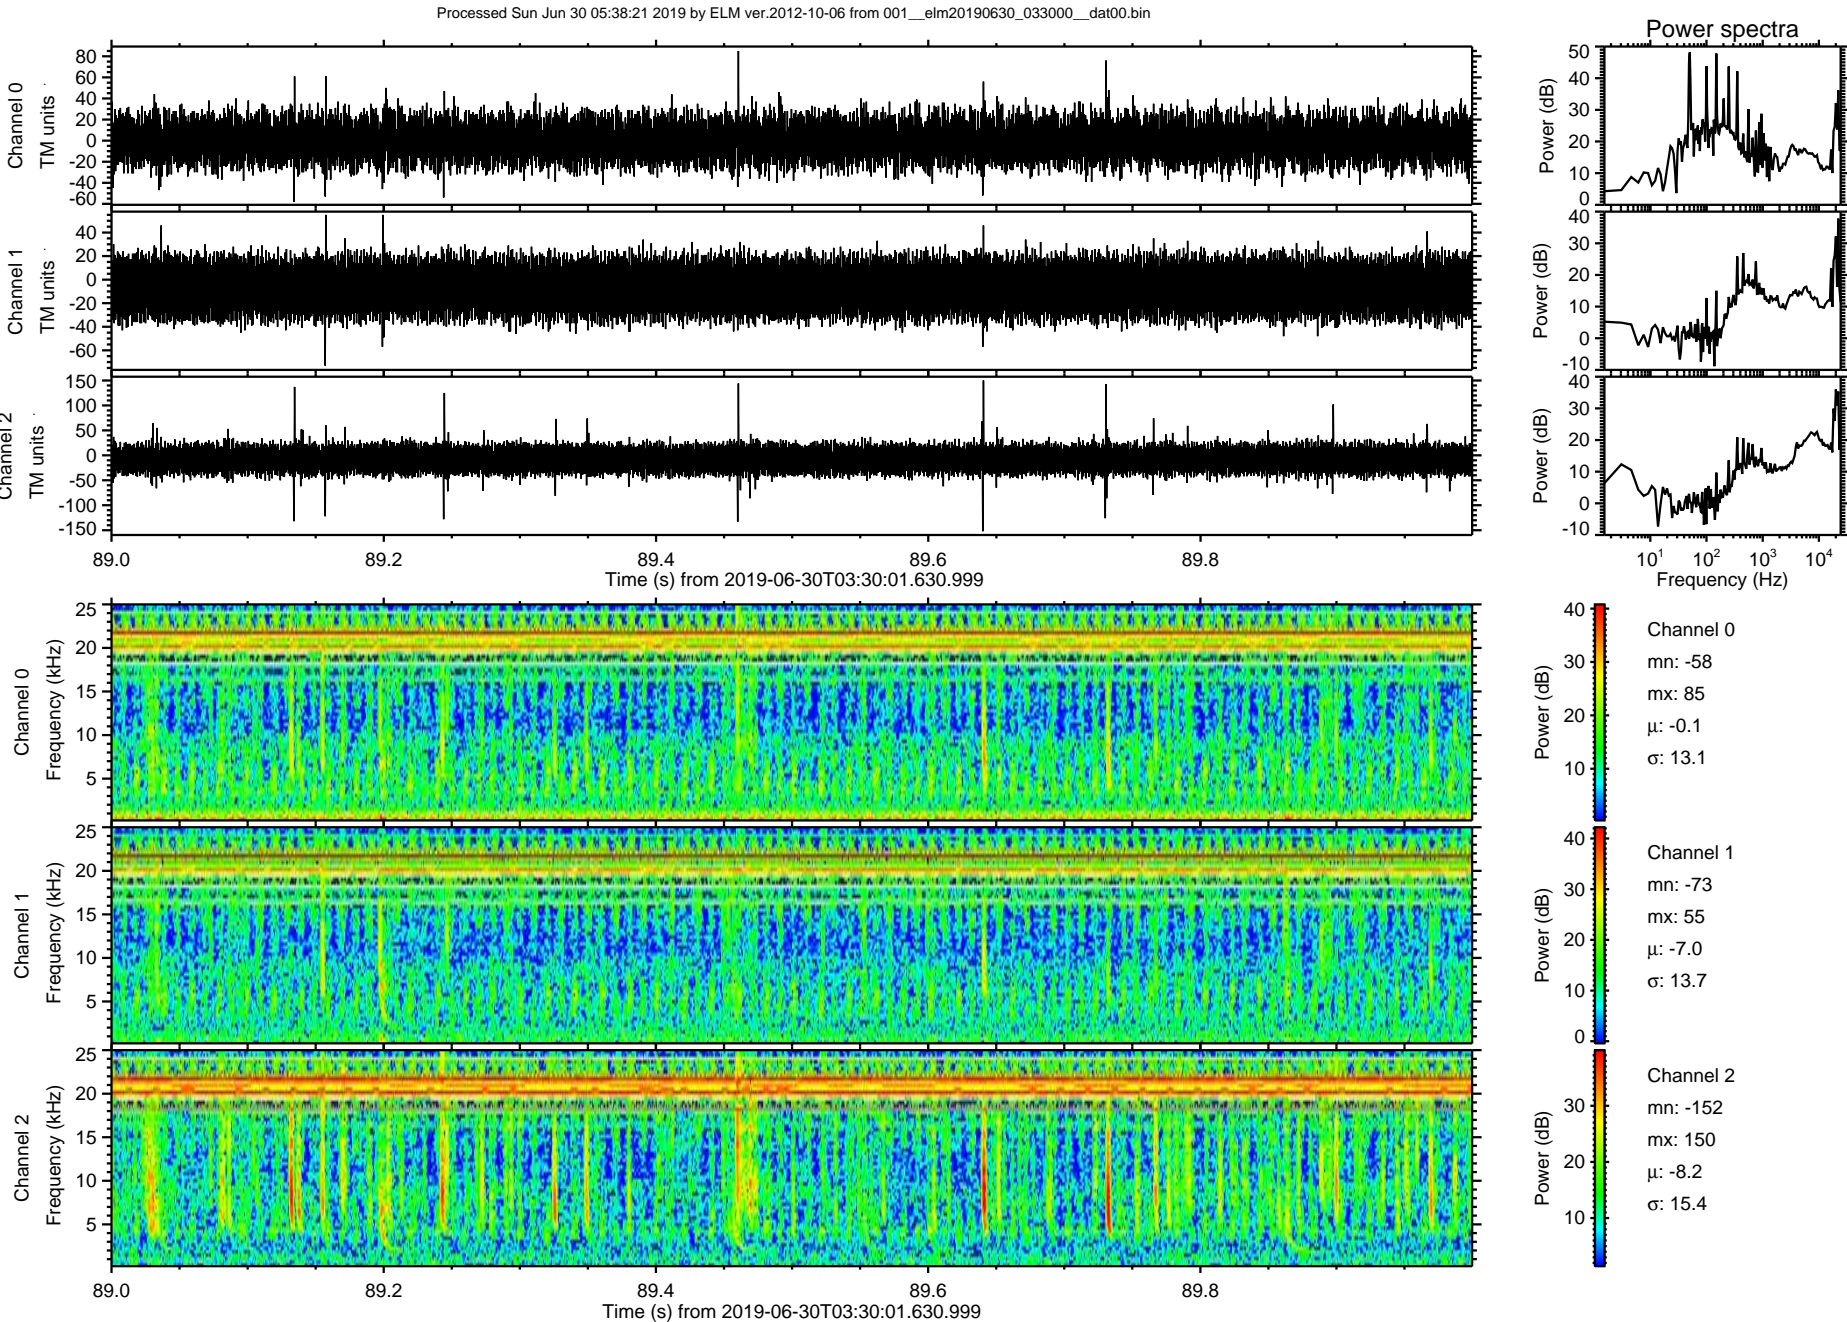 Processed Sun Jun 30 05:38:21 2019 by ELM ver.2012-10-06 from 001__elm20190630_033000__dat00.bin
Power spectra
Channel 0
TM units
80
60
40
20
0
-20
-40
-60
Power (dB)
50
40
30
20
10
0
Channel 1
TM units
40
20
0
-20
-40
-60
Power (dB)
40
30
20
10
0
-10
Channel 2
TM units
150
100
50
0
-50
-100
-150
Power (dB)
40
30
20
10
0
-10
89.0 89.2 89.4 89.6 89.8
Time (s) from 2019-06-30T03:30:01.630.999
10¹ 10² 10³ 10⁴
Frequency (Hz)
Channel 0
Frequency (kHz)
25
20
15
10
5
Power (dB)
40
30
20
10
Channel 0
mn: -58
mx: 85
μ: -0.1
σ: 13.1
Channel 1
Frequency (kHz)
25
20
15
10
5
Power (dB)
40
30
20
10
0
Channel 1
mn: -73
mx: 55
μ: -7.0
σ: 13.7
Channel 2
Frequency (kHz)
25
20
15
10
5
Power (dB)
30
20
10
Channel 2
mn: -152
mx: 150
μ: -8.2
σ: 15.4
89.0 89.2 89.4 89.6 89.8
Time (s) from 2019-06-30T03:30:01.630.999